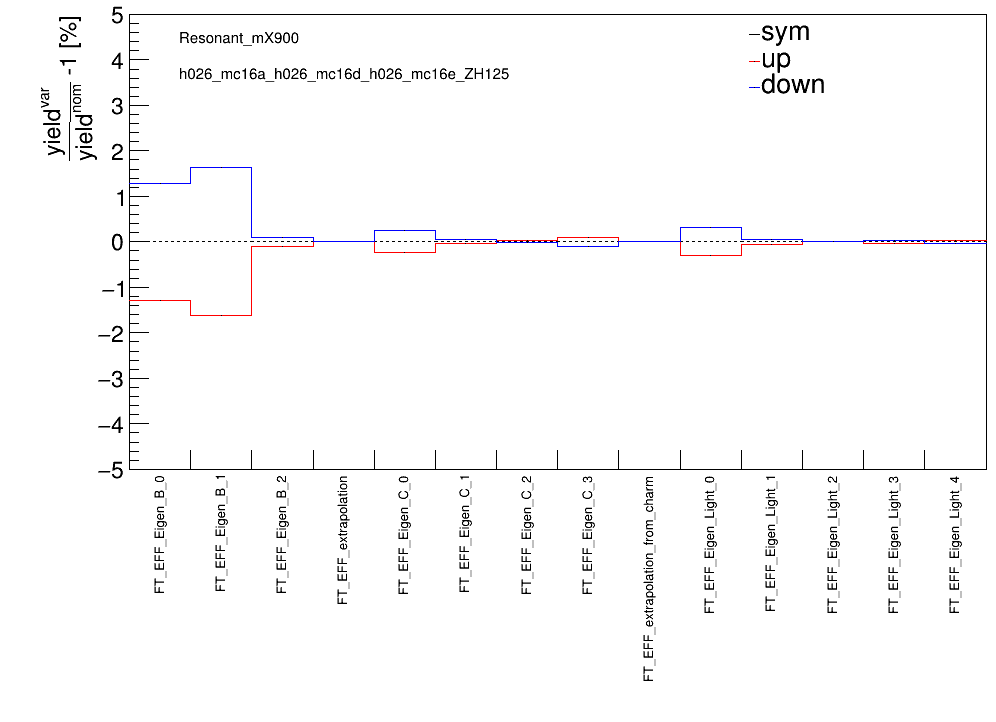 yield^var
yield^nom -1 [%]
Resonant_mX900
h026_mc16a_h026_mc16d_h026_mc16e_ZH125
sym
up
down
5
4
3
2
1
0
−1
−2
−3
−4
−5
FT_EFF_Eigen_B_0
FT_EFF_Eigen_B_1
FT_EFF_Eigen_B_2
FT_EFF_extrapolation
FT_EFF_Eigen_C_0
FT_EFF_Eigen_C_1
FT_EFF_Eigen_C_2
FT_EFF_Eigen_C_3
FT_EFF_extrapolation_from_charm
FT_EFF_Eigen_Light_0
FT_EFF_Eigen_Light_1
FT_EFF_Eigen_Light_2
FT_EFF_Eigen_Light_3
FT_EFF_Eigen_Light_4